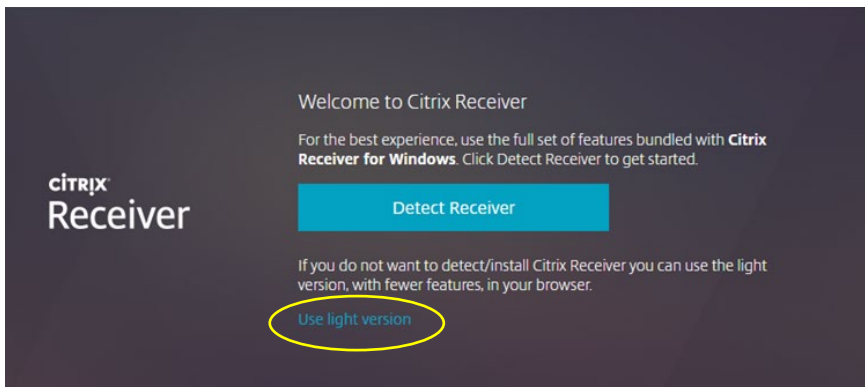 Welcome to Citrix Receiver
For the best experience, use the full set of features bundled with Citrix
Receiver for Windows. Click Detect Receiver to get started.
CİTRIX
Receiver
Detect Receiver
If you do not want to detect/install Citrix Receiver you can use the light
version, with fewer features, in your browser.
Use light version